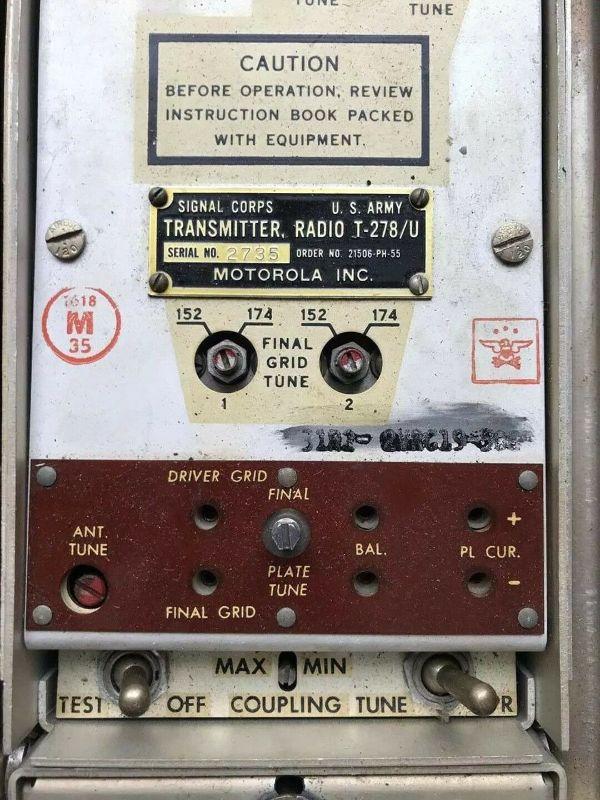 TUNE
TUNE
CAUTION
BEFORE OPERATION, REVIEW
INSTRUCTION BOOK PACKED
WITH EQUIPMENT.
SIGNAL CORPS U. S. ARMY
TRANSMITTER, RADIO T-278/U
SERIAL NO. 2735 ORDER NO. 21506-PH-55
MOTOROLA INC.
152 174 152 174
FINAL
GRID
TUNE
1 2
M
35
DRIVER GRID
FINAL
ANT.
TUNE
BAL.
PL CUR.
+
PLATE
TUNE
-
FINAL GRID
MAX MIN
TEST OFF COUPLING TUNE